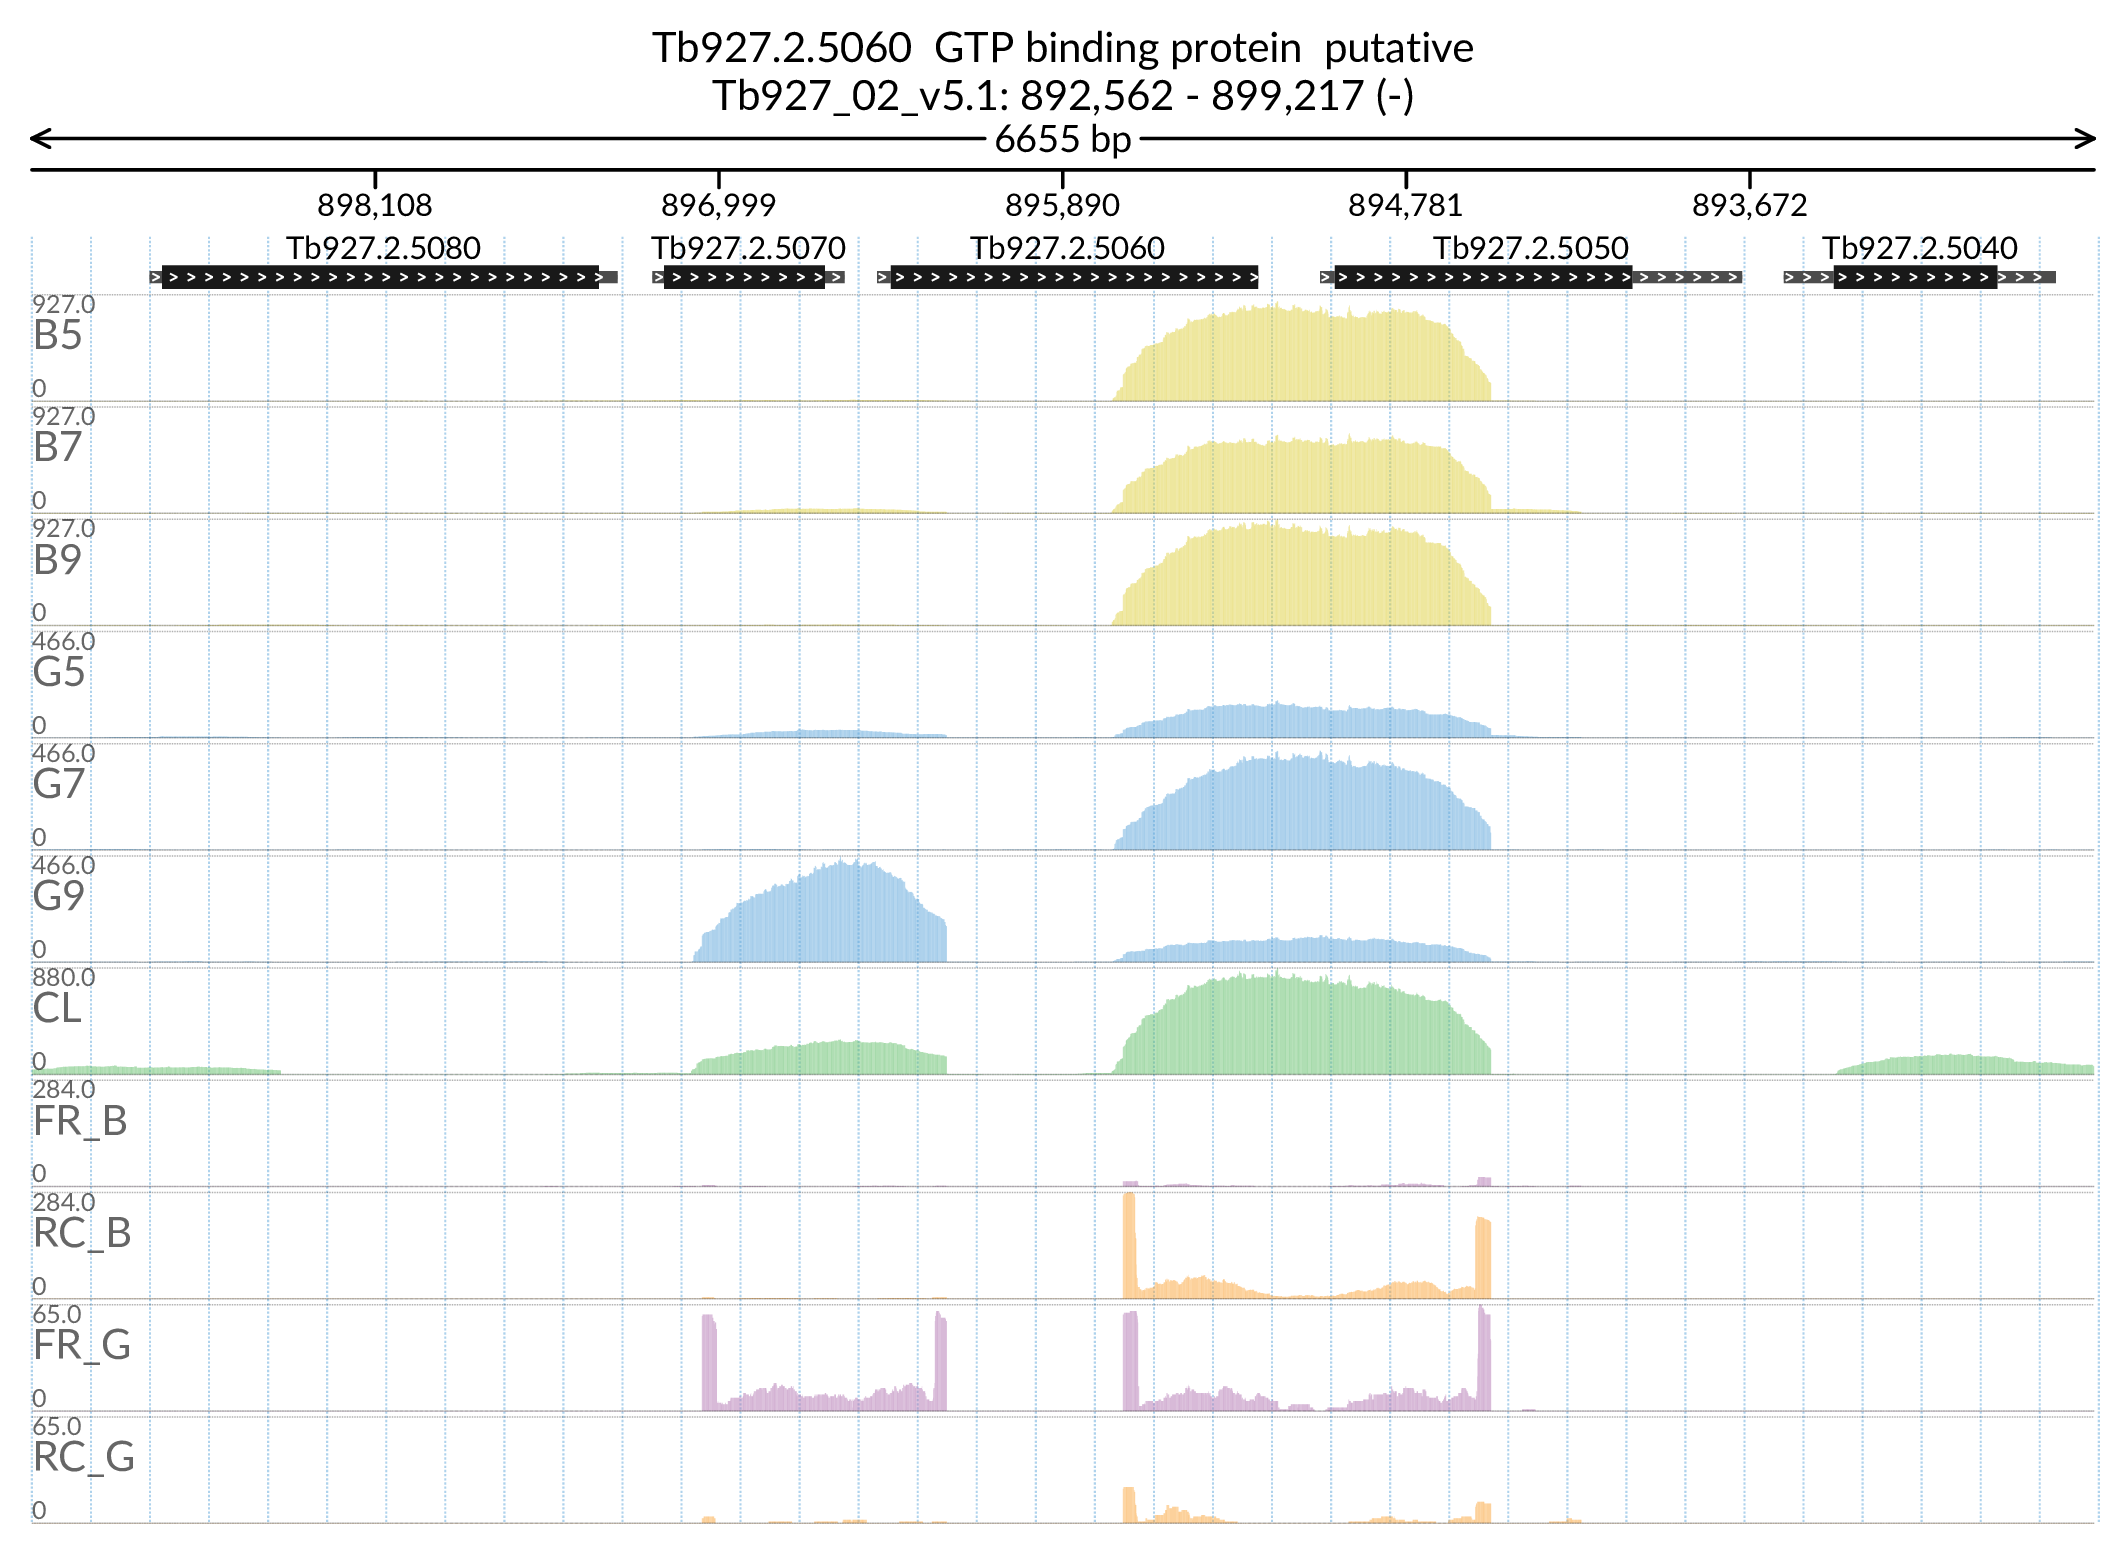 Tb927.2.5060  GTP binding protein  putative
Tb927_02_v5.1: 892,562 - 899,217 (-)
6655 bp
898,108 896,999 895,890 894,781 893,672
Tb927.2.5080 Tb927.2.5070 Tb927.2.5060 Tb927.2.5050 Tb927.2.5040
927.0
B5
0
927.0
B7
0
927.0
B9
0
466.0
G5
0
466.0
G7
0
466.0
G9
0
880.0
CL
0
284.0
FR_B
0
284.0
RC_B
0
65.0
FR_G
0
65.0
RC_G
0